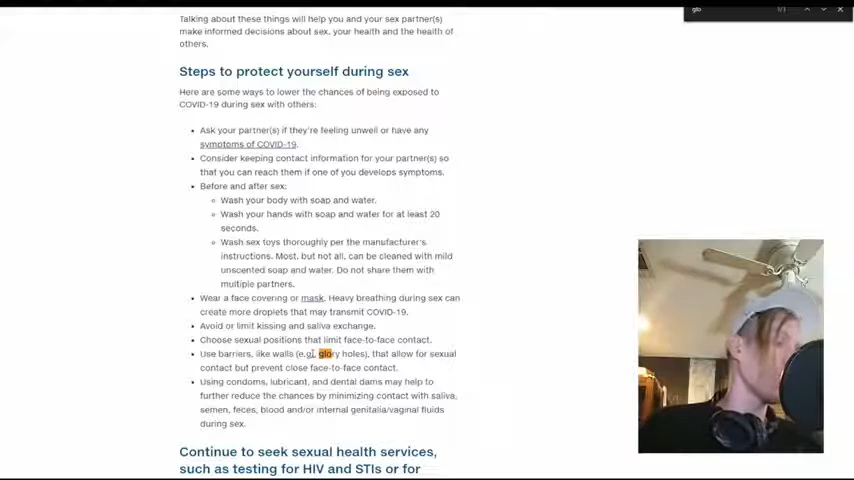 glo
1/1
Talking about these things will help you and your sex partner(s)
make informed decisions about sex, your health and the health of
others.
Steps to protect yourself during sex
Here are some ways to lower the chances of being exposed to
COVID-19 during sex with others:
• Ask your partner(s) if they're feeling unwell or have any
symptoms of COVID-19.
• Consider keeping contact information for your partner(s) so
that you can reach them if one of you develops symptoms.
• Before and after sex:
Wash your body with soap and water.
Wash your hands with soap and water for at least 20
seconds.
Wash sex toys thoroughly per the manufacturer's
instructions. Most, but not all, can be cleaned with mild
unscented soap and water. Do not share them with
multiple partners.
• Wear a face covering or mask. Heavy breathing during sex can
create more droplets that may transmit COVID-19.
• Avoid or limit kissing and saliva exchange.
• Choose sexual positions that limit face-to-face contact.
• Use barriers, like walls (e.g., glory holes), that allow for sexual
contact but prevent close face-to-face contact.
• Using condoms, lubricant, and dental dams may help to
further reduce the chances by minimizing contact with saliva,
semen, feces, blood and/or internal genitalia/vaginal fluids
during sex.
Continue to seek sexual health services,
such as testing for HIV and STIs or for